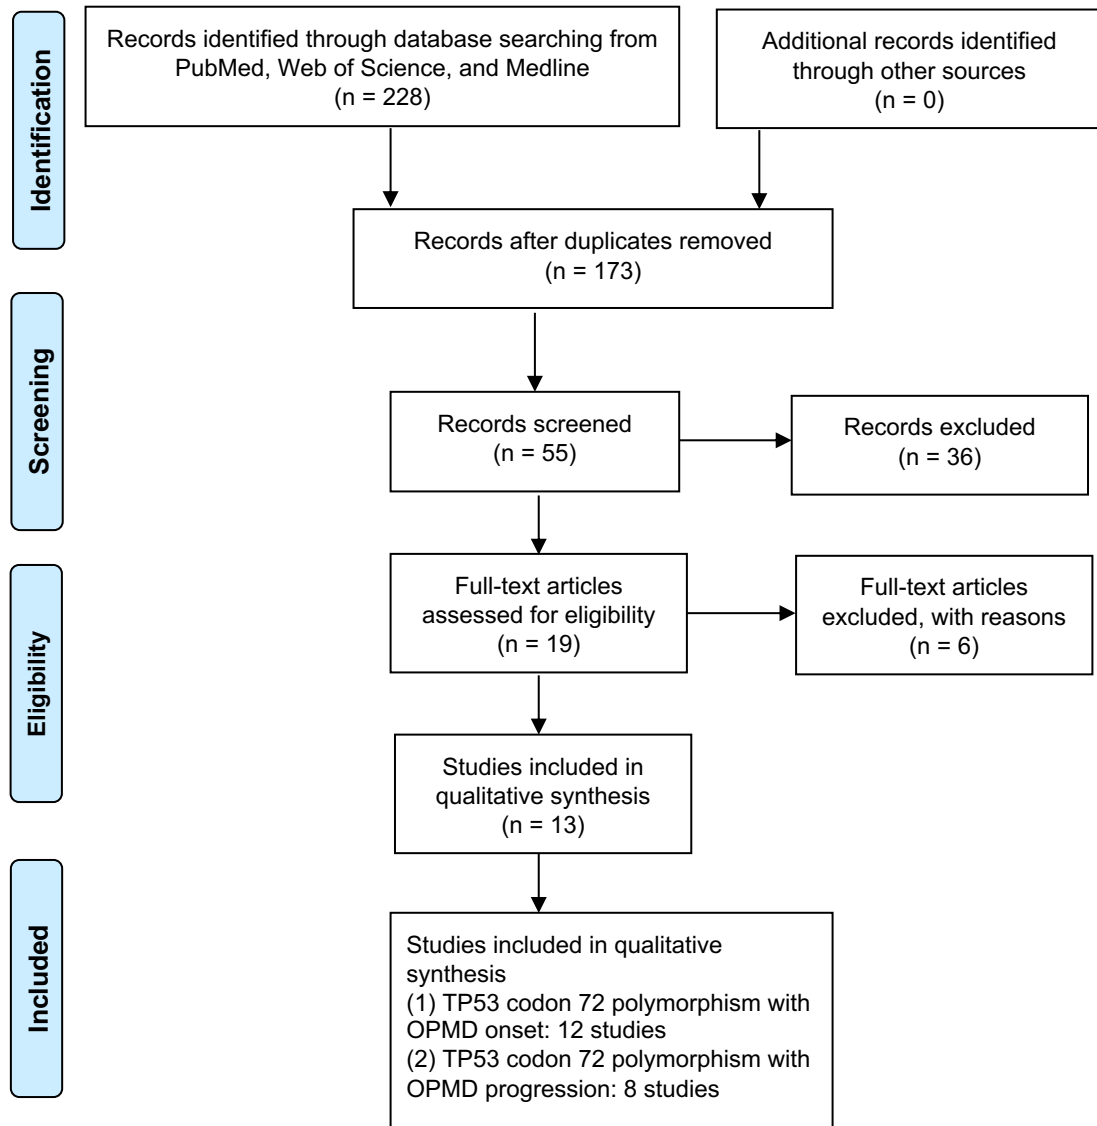 Identification
Records identified through database searching from
PubMed, Web of Science, and Medline
(n = 228)
Additional records identified
through other sources
(n = 0)
Records after duplicates removed
(n = 173)
Screening
Records screened
(n = 55)
Records excluded
(n = 36)
Eligibility
Full-text articles
assessed for eligibility
(n = 19)
Full-text articles
excluded, with reasons
(n = 6)
Studies included in
qualitative synthesis
(n = 13)
Included
Studies included in qualitative
synthesis
(1) TP53 codon 72 polymorphism with
OPMD onset: 12 studies
(2) TP53 codon 72 polymorphism with
OPMD progression: 8 studies